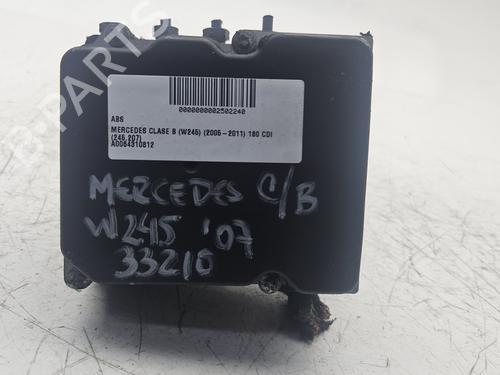 0000000002502240
ABS
MERCEDES CLASE B (W245) (2005-2011) 180 CDI
(245.207)
A0064310812
MERCEDES C/B
W245 '07
33210
B-PARTS